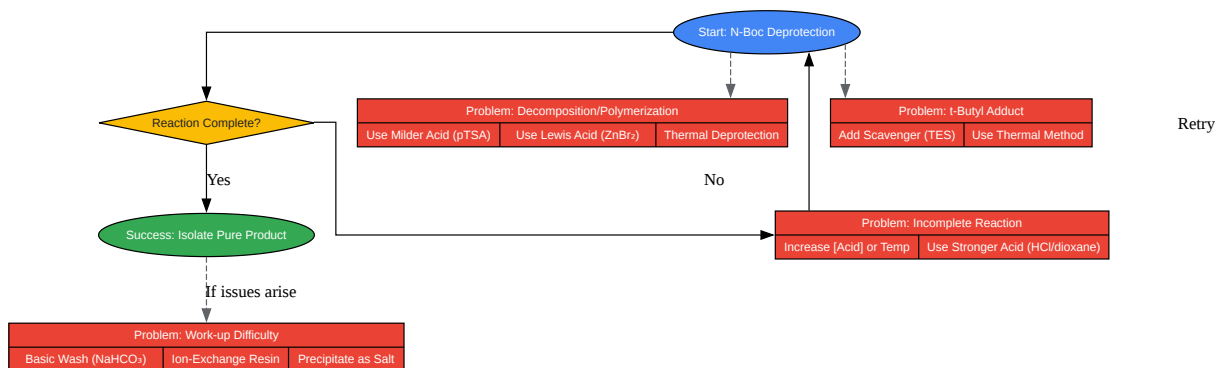 Start: N-Boc Deprotection
Reaction Complete?
Problem: Decomposition/Polymerization
Use Milder Acid (pTSA)
Use Lewis Acid (ZnBr₂)
Thermal Deprotection
Problem: t-Butyl Adduct
Add Scavenger (TES)
Use Thermal Method
Retry
Yes
No
Success: Isolate Pure Product
Problem: Incomplete Reaction
Increase [Acid] or Temp
Use Stronger Acid (HCl/dioxane)
If issues arise
Problem: Work-up Difficulty
Basic Wash (NaHCO₃)
Ion-Exchange Resin
Precipitate as Salt